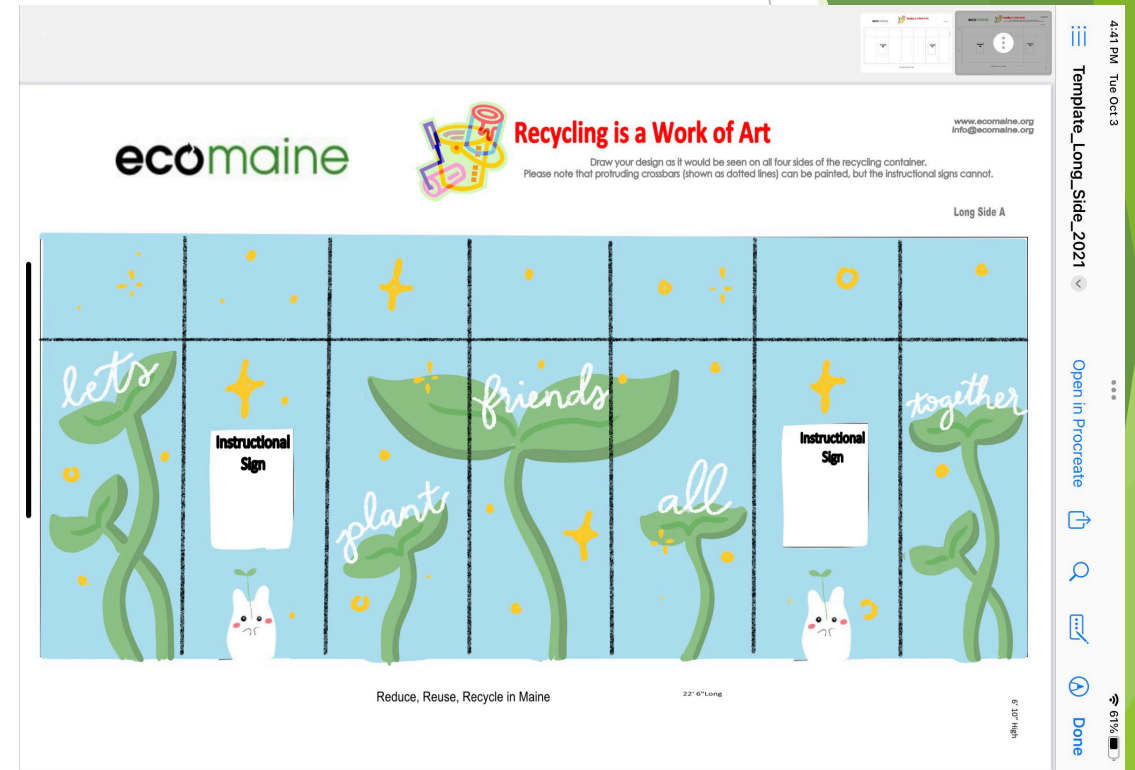 4:41 PM Tue Oct 3
61%
Template_Long_Side_2021
Open in Procreate
Done
ecomaine
Recycling is a Work of Art
www.ecomaine.org
info@ecomaine.org
Draw your design as it would be seen on all four sides of the recycling container.
Please note that protruding crossbars (shown as dotted lines) can be painted, but the instructional signs cannot.
Long Side A
lets
plant
friends
all
together
Instructional
Sign
Instructional
Sign
Reduce, Reuse, Recycle in Maine
22' 6"Long
6' 10" High